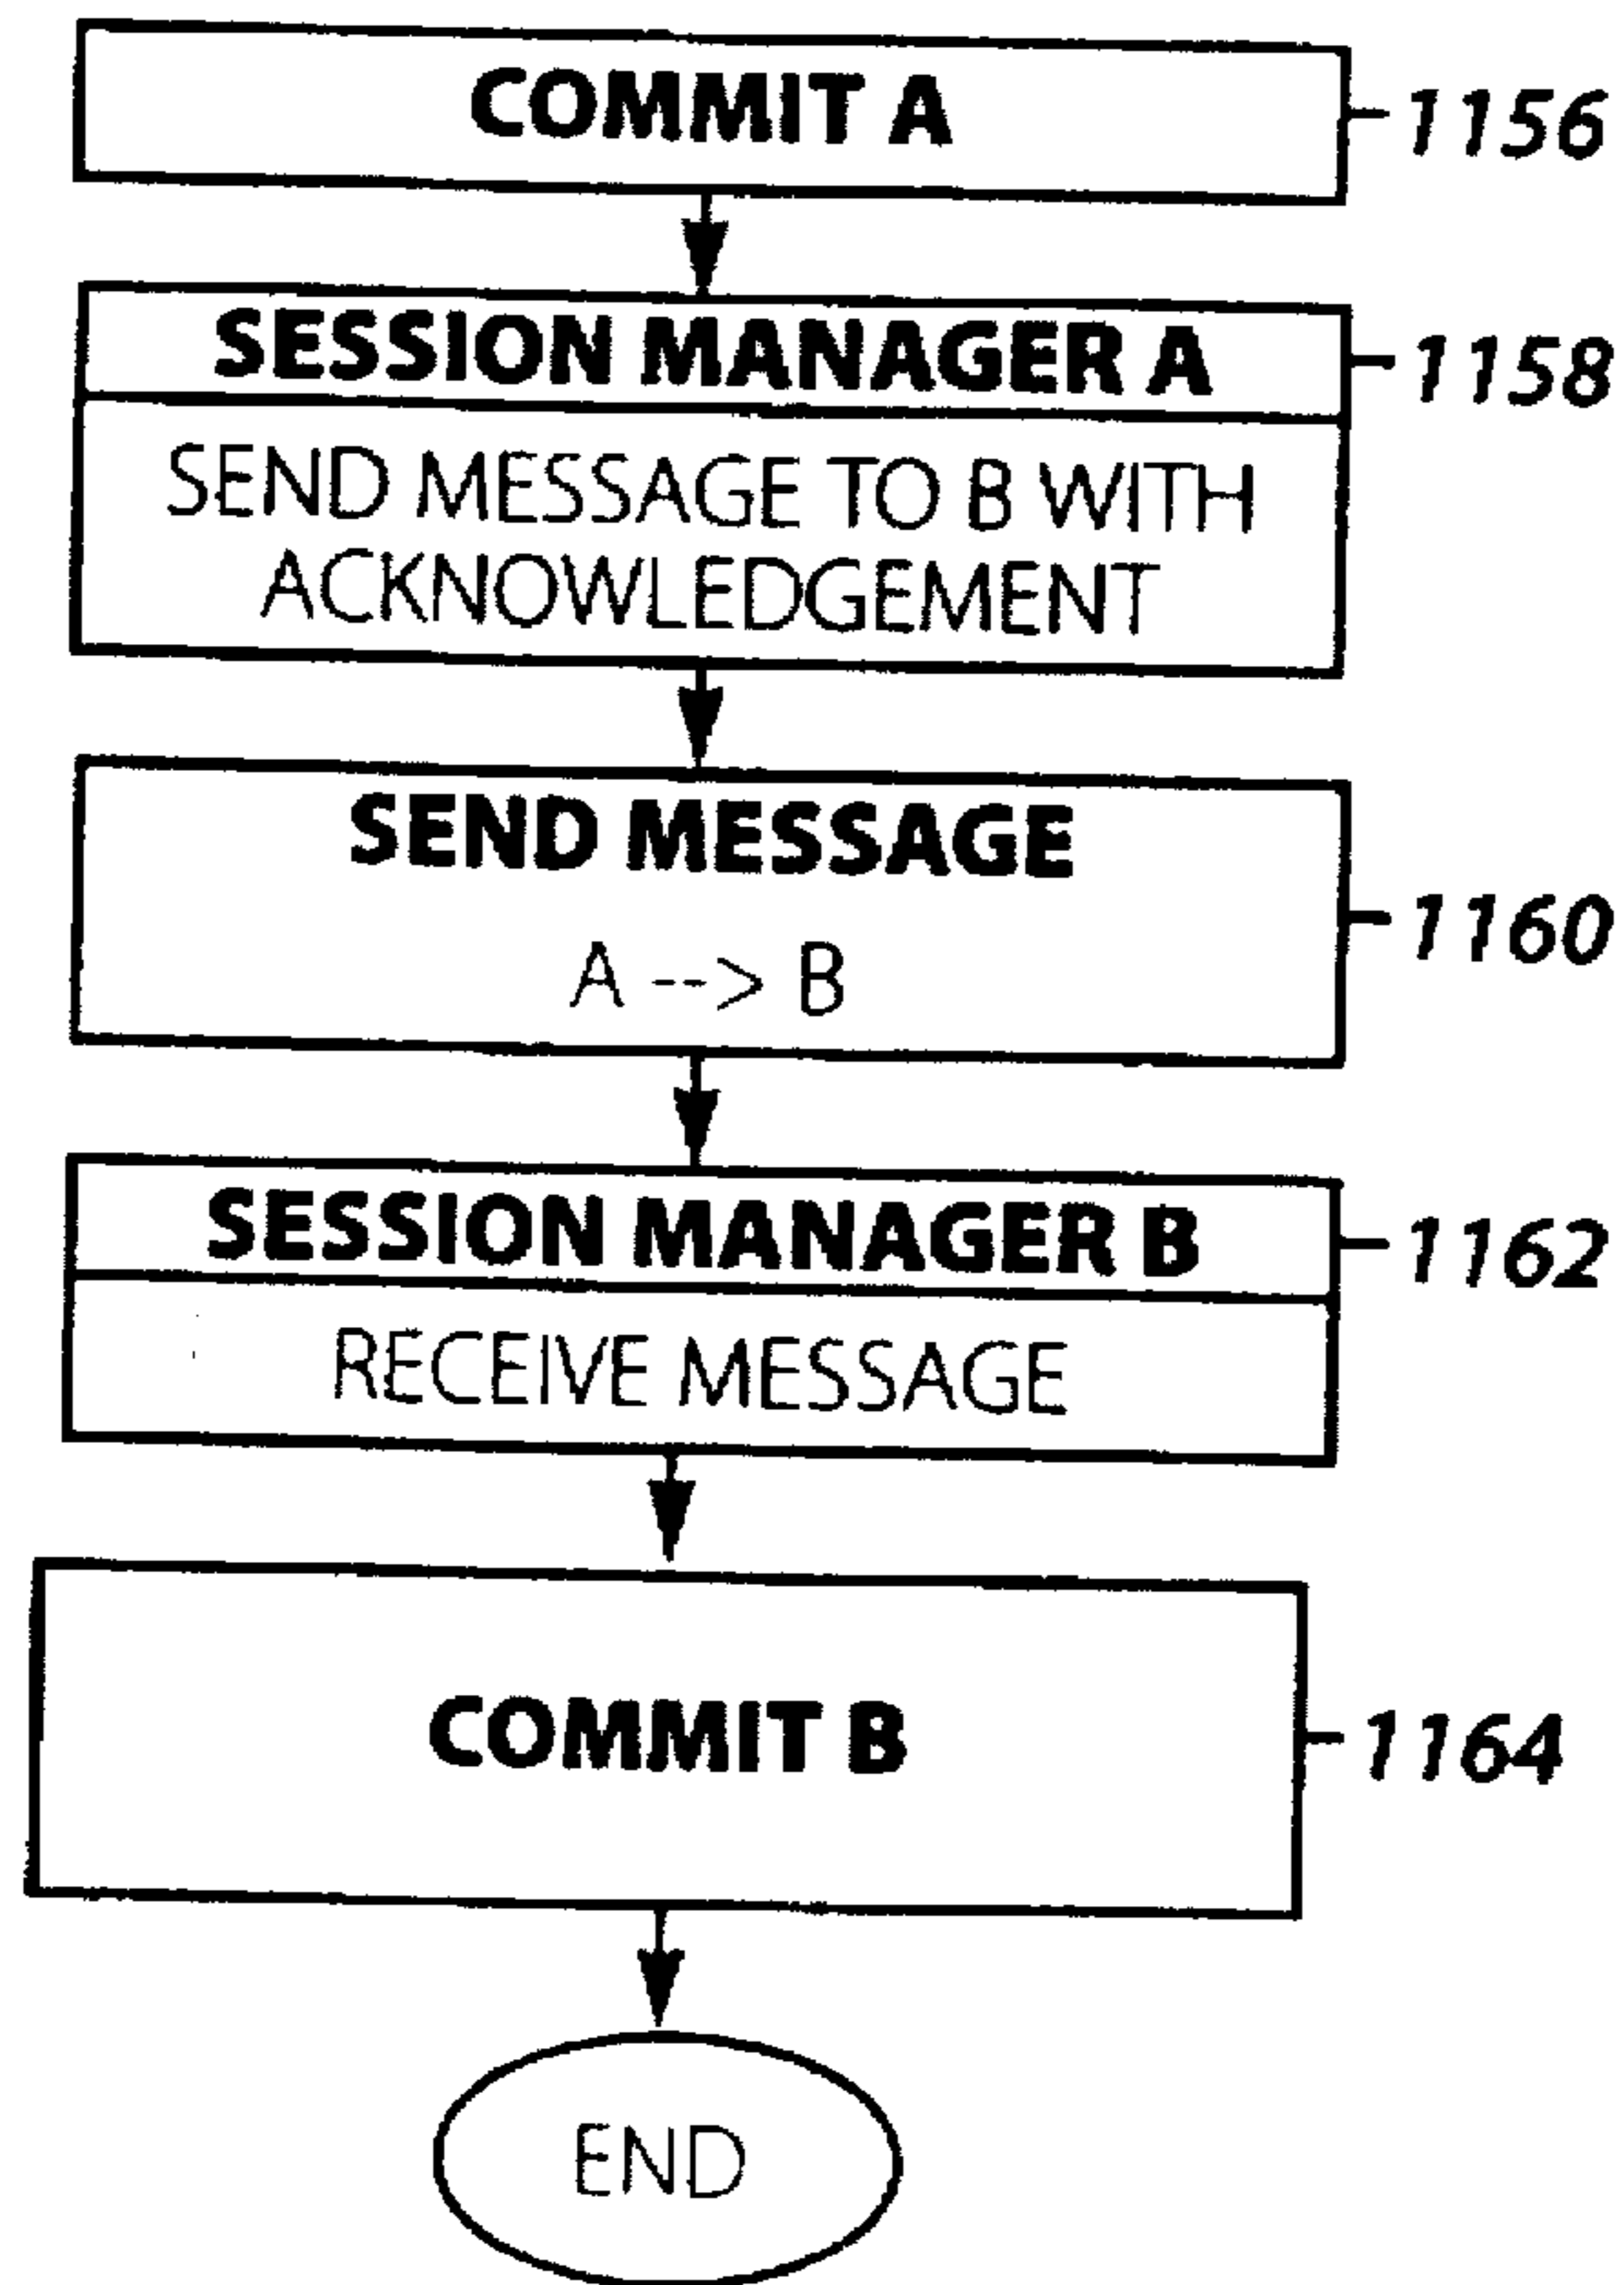 COMMIT A
1156
SESSION MANAGER A
1158
SEND MESSAGE TO B WITH
ACKNOWLEDGEMENT
SEND MESSAGE
1160
A --> B
SESSION MANAGER B
1162
RECEIVE MESSAGE
COMMIT B
1164
END